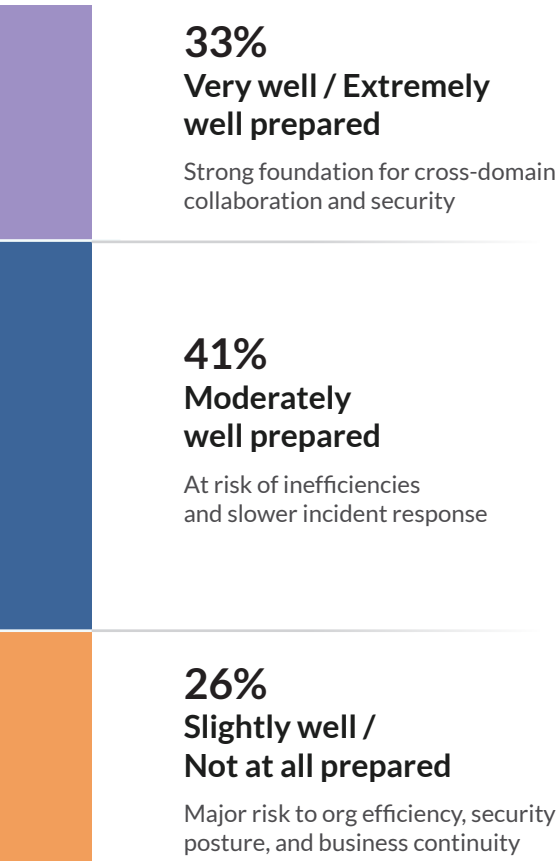 33%
Very well / Extremely
well prepared
Strong foundation for cross-domain
collaboration and security
41%
Moderately
well prepared
At risk of inefficiencies
and slower incident response
26%
Slightly well /
Not at all prepared
Major risk to org efficiency, security
posture, and business continuity